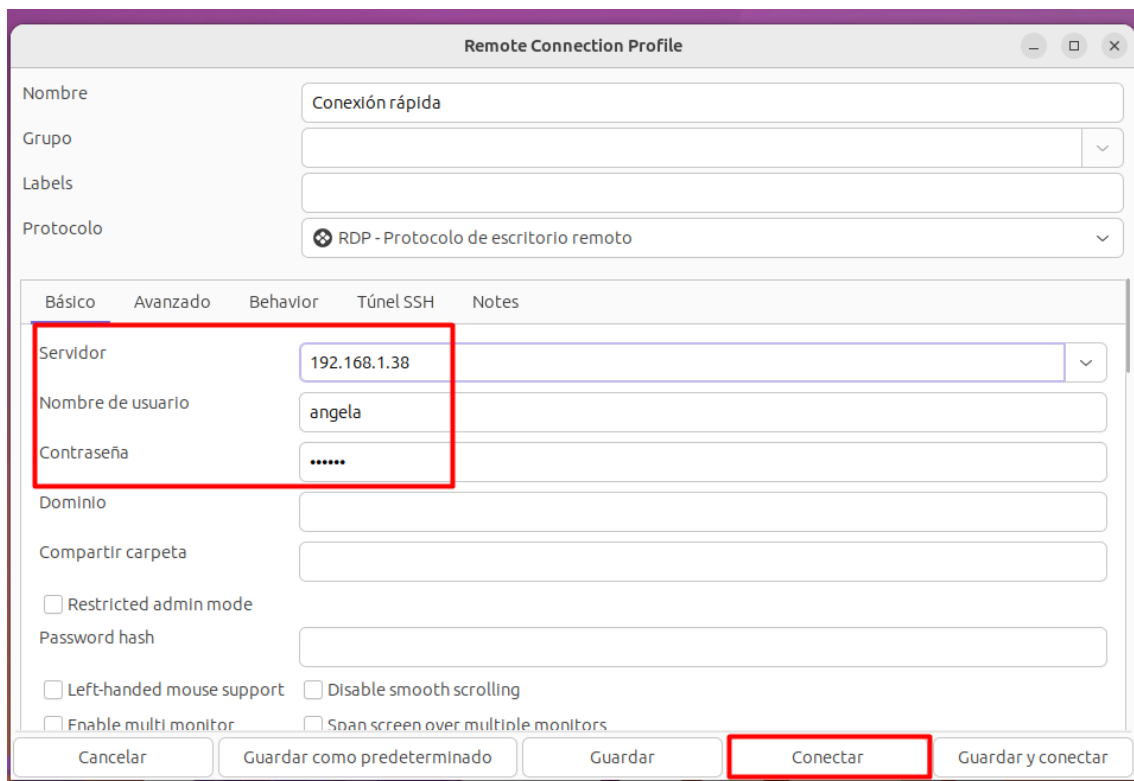 Remote Connection Profile
Nombre
Conexión rápida
Grupo
Labels
Protocolo
RDP - Protocolo de escritorio remoto
Básico Avanzado Behavior Túnel SSH Notes
Servidor
192.168.1.38
Nombre de usuario
angela
Contraseña
••••••
Dominio
Compartir carpeta
Restricted admin mode
Password hash
Left-handed mouse support Disable smooth scrolling
Enable multi monitor Span screen over multiple monitors
Cancelar Guardar como predeterminado Guardar Conectar Guardar y conectar